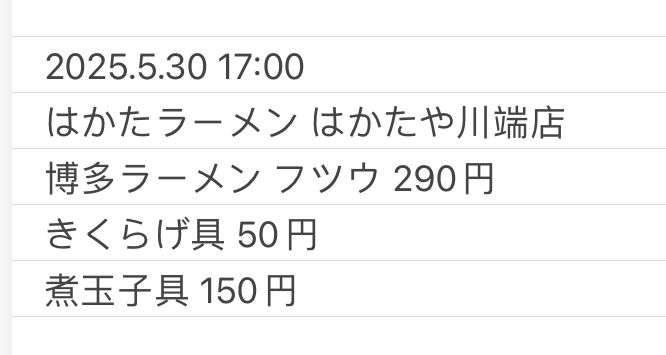 2025.5.30 17:00
はかたラーメン はかたや川端店
博多ラーメン フツウ 290円
きくらげ具 50円
煮玉子具 150円